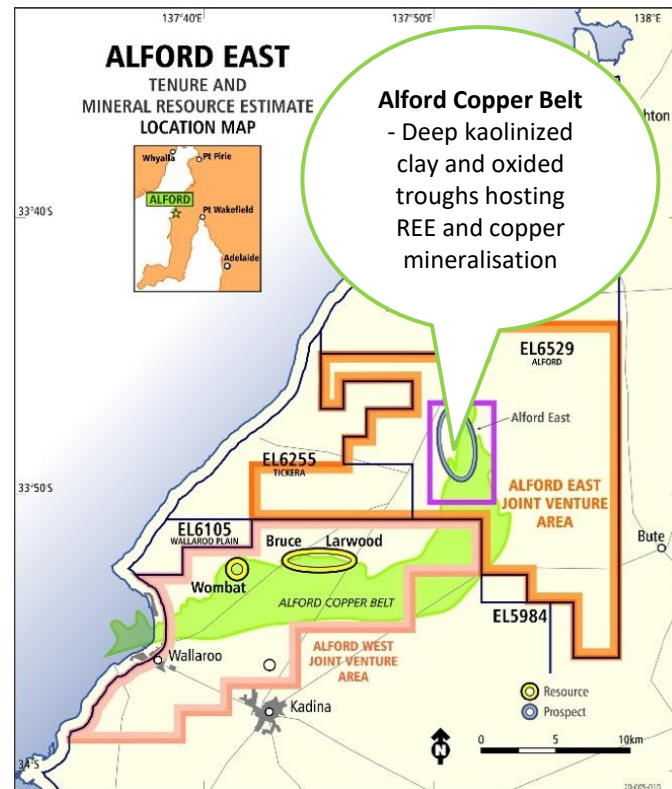 137°40'E
137°50'E
138°E
ALFORD EAST
TENURE AND
MINERAL RESOURCE ESTIMATE
LOCATION MAP
Whyalla
Pt Pirie
ALFORD
Pt Wakefield
Adelaide
Alford Copper Belt
- Deep kaolinized
clay and oxided
troughs hosting
REE and copper
mineralisation
33°40'S
EL6529
ALFORD
Alford East
EL6255
TICKERA
33°50'S
ALFORD EAST
JOINT VENTURE
AREA
EL6105
WALLAROO PLAIN
Bruce Larwood
Bute
Wombat
ALFORD COPPER BELT
EL5984
ALFORD WEST
JOINT VENTURE
AREA
Wallaroo
Resource
Prospect
Kadina
0 5 10km
34°S
20-005-01D